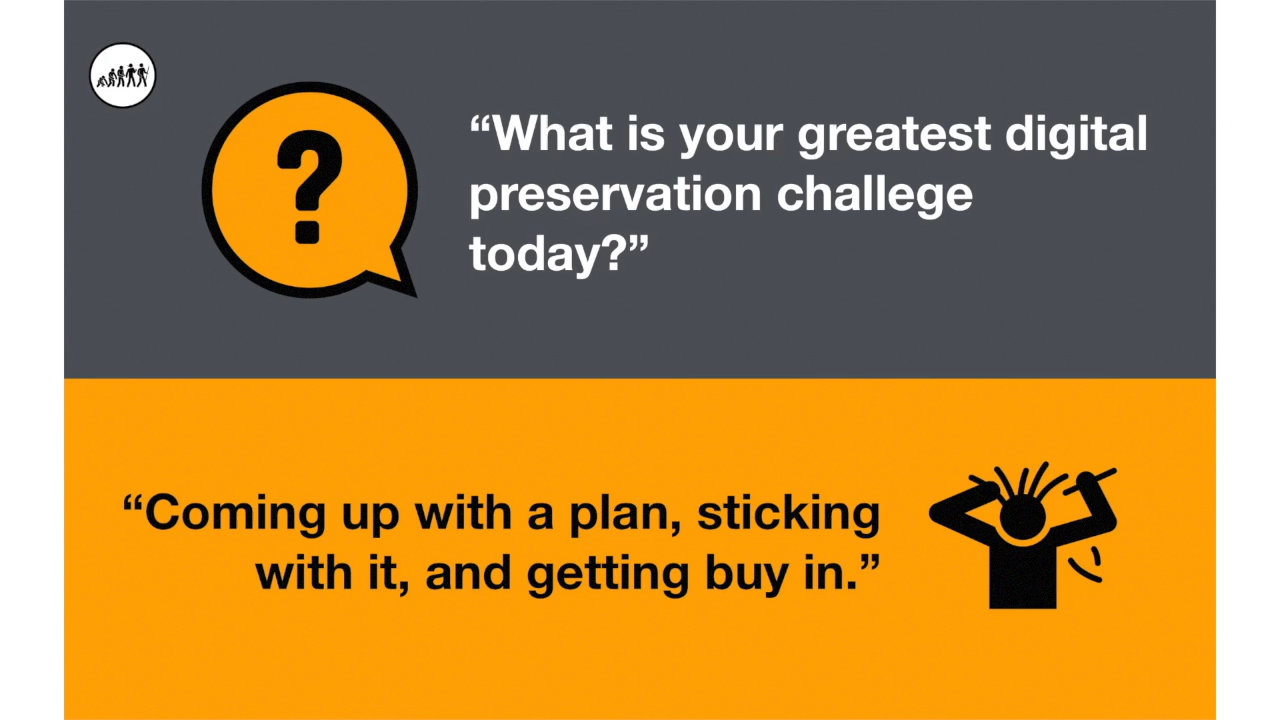 “What is your greatest digital
preservation challege
today?”
“Coming up with a plan, sticking
with it, and getting buy in.”